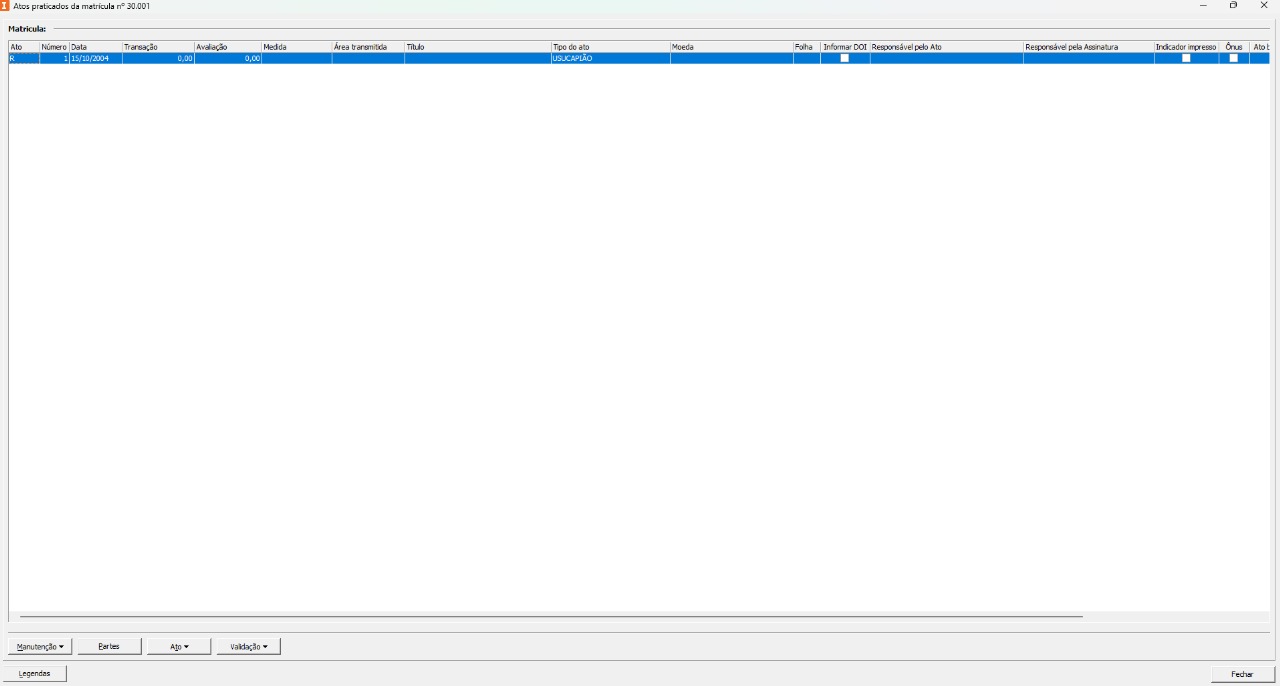 I Atos praticados da matrícula nº 30.001
Matrícula:
Ato Número Data Transação Avaliação Medida Área transmitida Título Tipo do ato Moeda Folha Informar DOI Responsável pelo Ato Responsável pela Assinatura Indicador impresso Ônus Ato b
R 1 15/10/2004 0,00 0,00 USUCAPIÃO
Manutenção Partes Ato Validação
Legendas Fechar